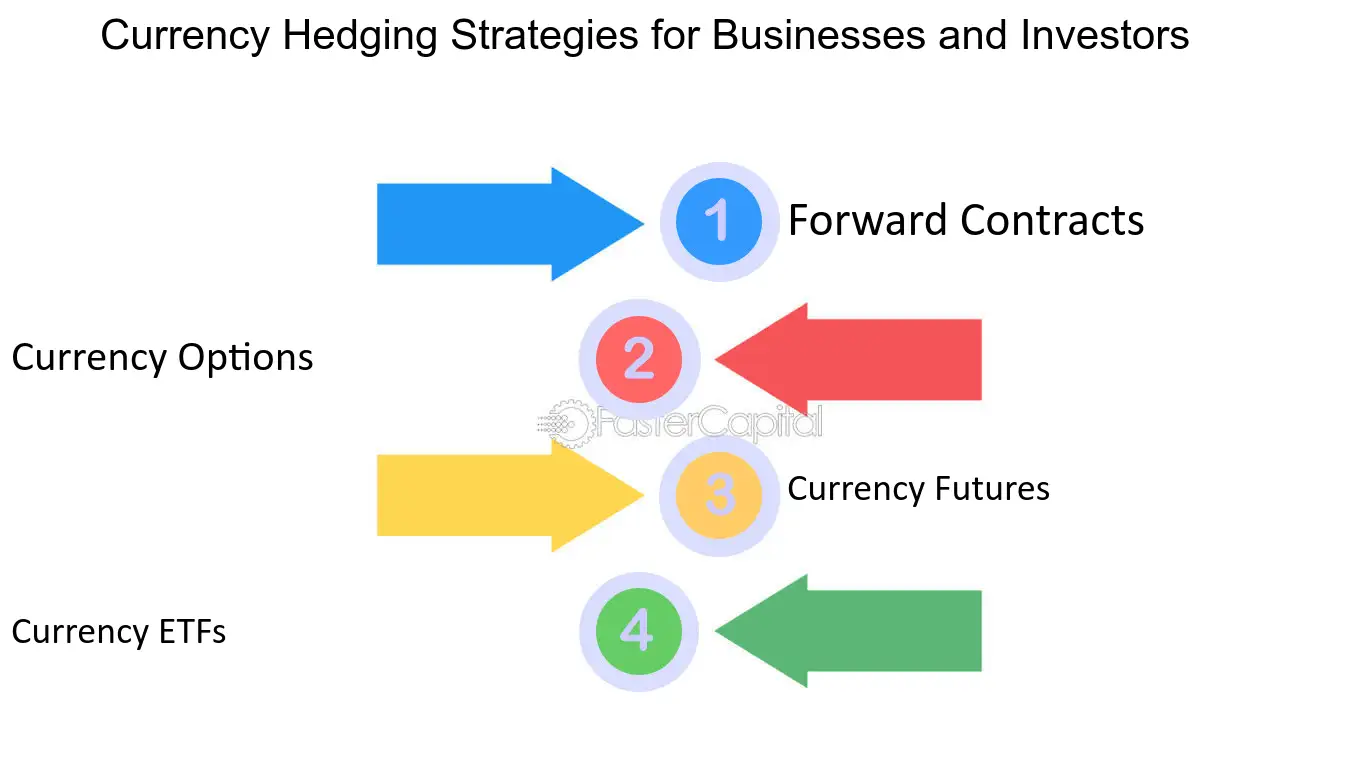 Currency Hedging Strategies for Businesses and Investors
1
Forward Contracts
Currency Options
2
FasterCapital
3
Currency Futures
Currency ETFs
4